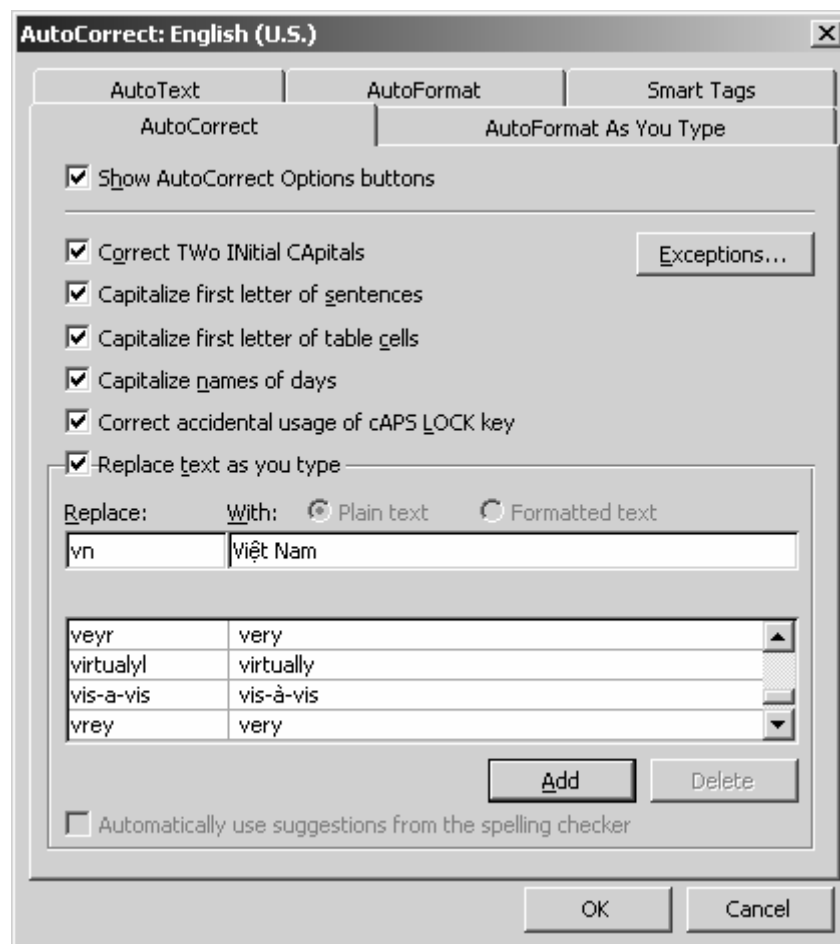 AutoCorrect: English (U.S.)
AutoText AutoFormat Smart Tags
AutoCorrect AutoFormat As You Type
Show AutoCorrect Options buttons
Correct TWo INitial CApitals Exceptions...
Capitalize first letter of sentences
Capitalize first letter of table cells
Capitalize names of days
Correct accidental usage of cAPS LOCK key
Replace text as you type
Replace: With: Plain text Formatted text
vn Việt Nam
veyr very
virtualyl virtually
vis-a-vis vis-à-vis
vrey very
Add Delete
Automatically use suggestions from the spelling checker
OK Cancel